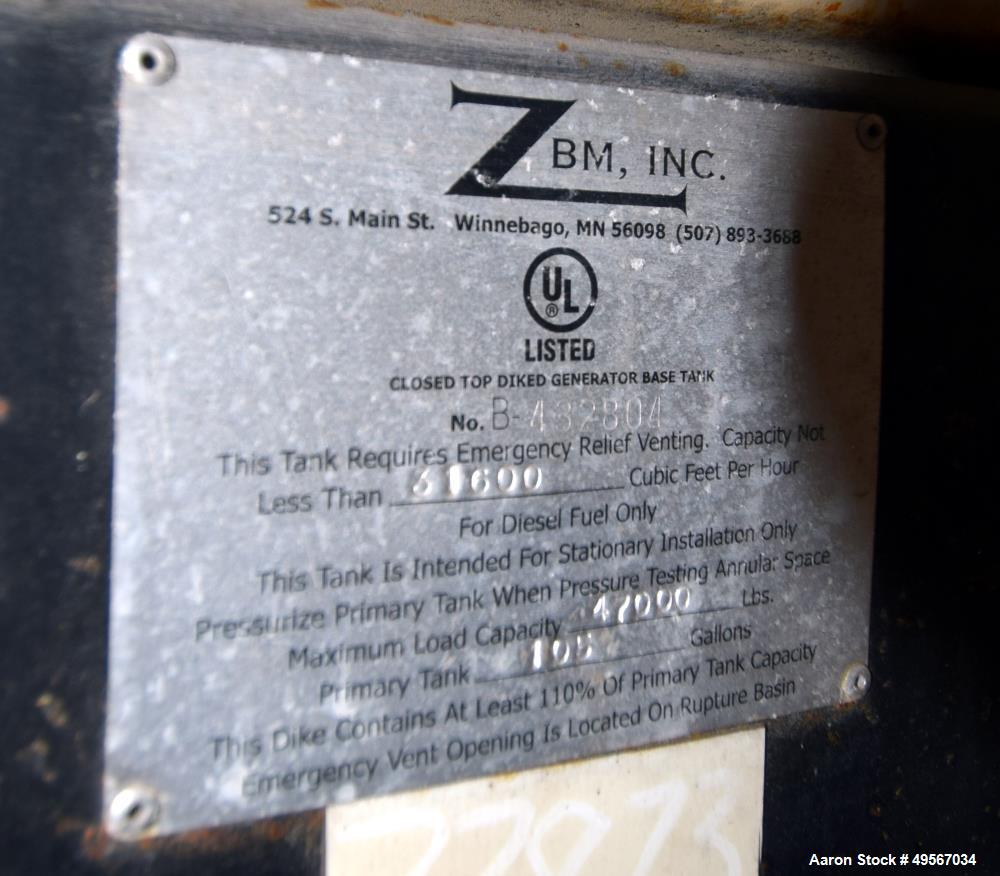 ZBM, INC.
524 S. Main St. Winnebago, MN 56098 (507) 893-3688
UL
®
LISTED
CLOSED TOP DIKED GENERATOR BASE TANK
No. B-432804
This Tank Requires Emergency Relief Venting. Capacity Not
Less Than 61600 Cubic Feet Per Hour
For Diesel Fuel Only
This Tank Is Intended For Stationary Installation Only
Pressurize Primary Tank When Pressure Testing Annular Space
Maximum Load Capacity 47000 Lbs.
Primary Tank Gallons
This Dike Contains At Least 110% Of Primary Tank Capacity
Emergency Vent Opening Is Located On Rupture Basin
Aaron Stock # 49567034